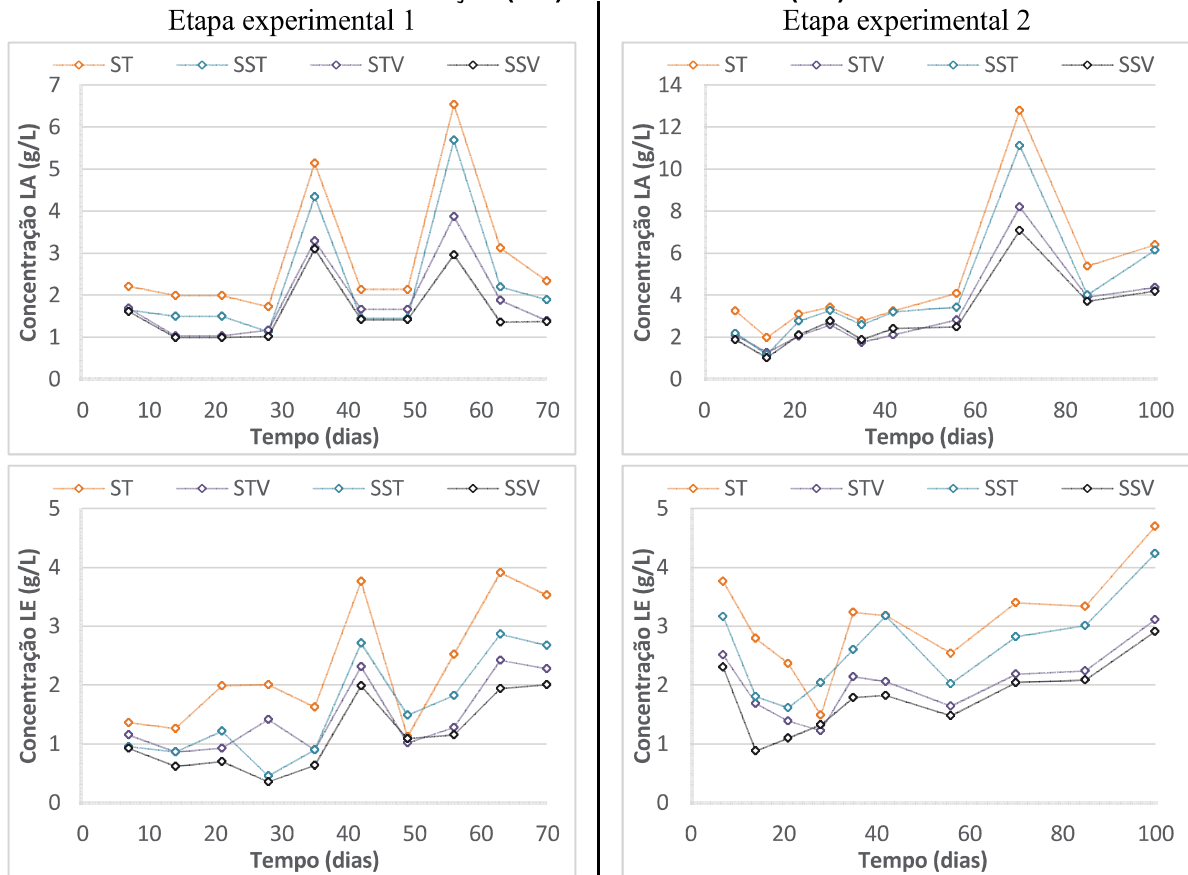 Etapa experimental 1
Etapa experimental 2
ST SST STV SSV
Concentração LA (g/L)
7
6
5
4
3
2
1
0
0 10 20 30 40 50 60 70
Tempo (dias)
ST STV SST SSV
Concentração LA (g/L)
14
12
10
8
6
4
2
0
0 20 40 60 80 100
Tempo (dias)
ST STV SST SSV
Concentração LE (g/L)
5
4
3
2
1
0
0 10 20 30 40 50 60 70
Tempo (dias)
ST STV SST SSV
Concentração LE (g/L)
5
4
3
2
1
0
0 20 40 60 80 100
Tempo (dias)